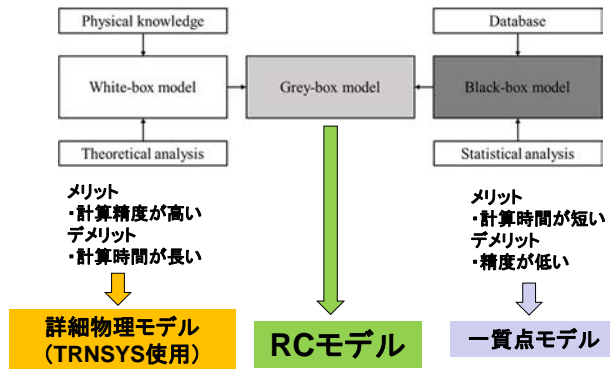 Physical knowledge
Database
White-box model
Grey-box model
Black-box model
Theoretical analysis
Statistical analysis
メリット
・計算精度が高い
デメリット
・計算時間が長い
メリット
・計算時間が短い
デメリット
・精度が低い
詳細物理モデル
（TRNSYS使用）
RCモデル
一質点モデル